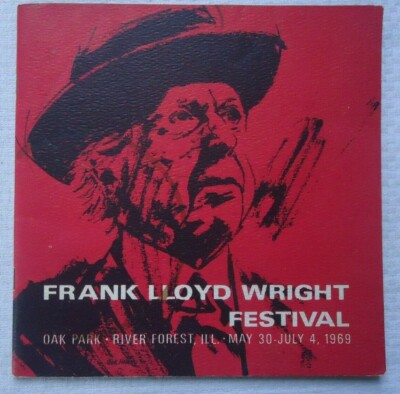 FRANK LLOYD WRIGHT
FESTIVAL
OAK PARK • RIVER FOREST, ILL. • MAY 30-JULY 4, 1969